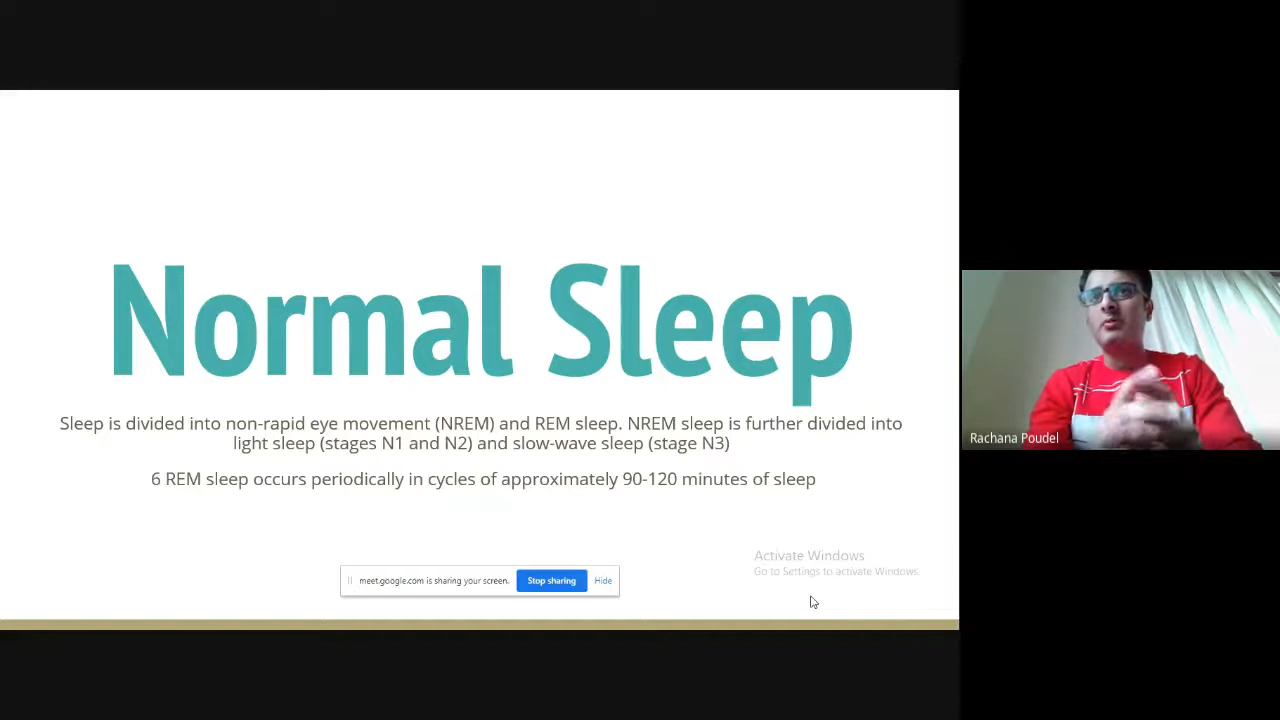 Normal Sleep
Sleep is divided into non-rapid eye movement (NREM) and REM sleep. NREM sleep is further divided into
light sleep (stages N1 and N2) and slow-wave sleep (stage N3)
6 REM sleep occurs periodically in cycles of approximately 90-120 minutes of sleep
Activate Windows
Go to Settings to activate Windows.
meet.google.com is sharing your screen.
Stop sharing
Hide
Rachana Poudel